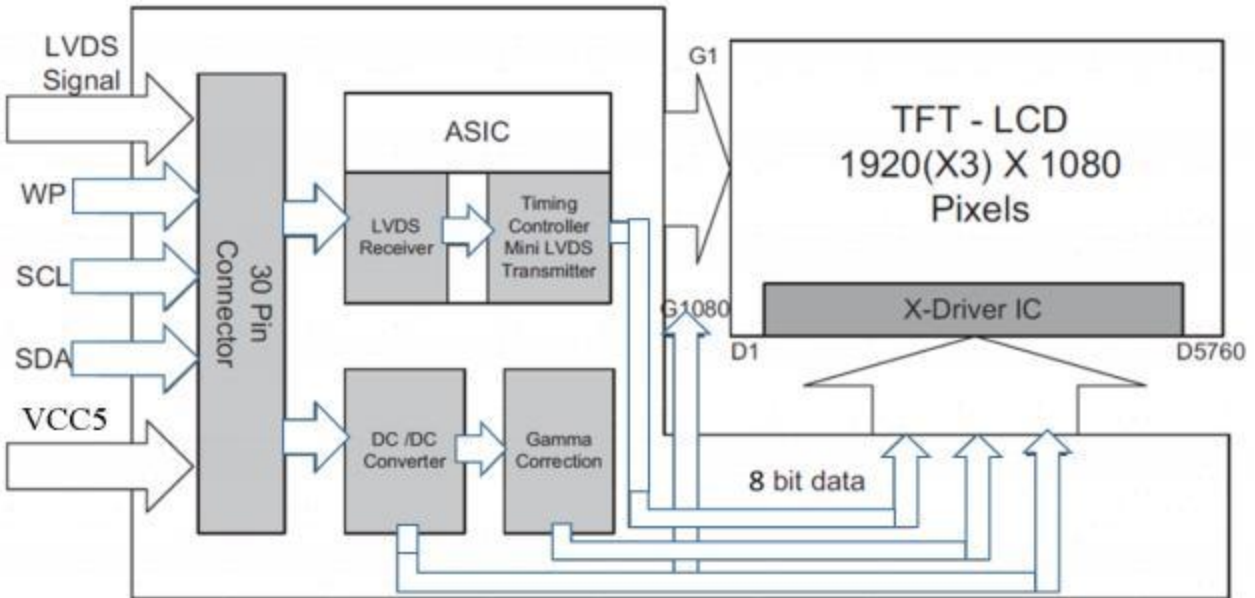 LVDS
Signal
WP
SCL
SDA
VCC5
30 Pin
Connector
ASIC
LVDS
Receiver
Timing
Controller
Mini LVDS
Transmitter
DC /DC
Converter
Gamma
Correction
G1
G1080
TFT - LCD
1920(X3) X 1080
Pixels
X-Driver IC
D1
D5760
8 bit data